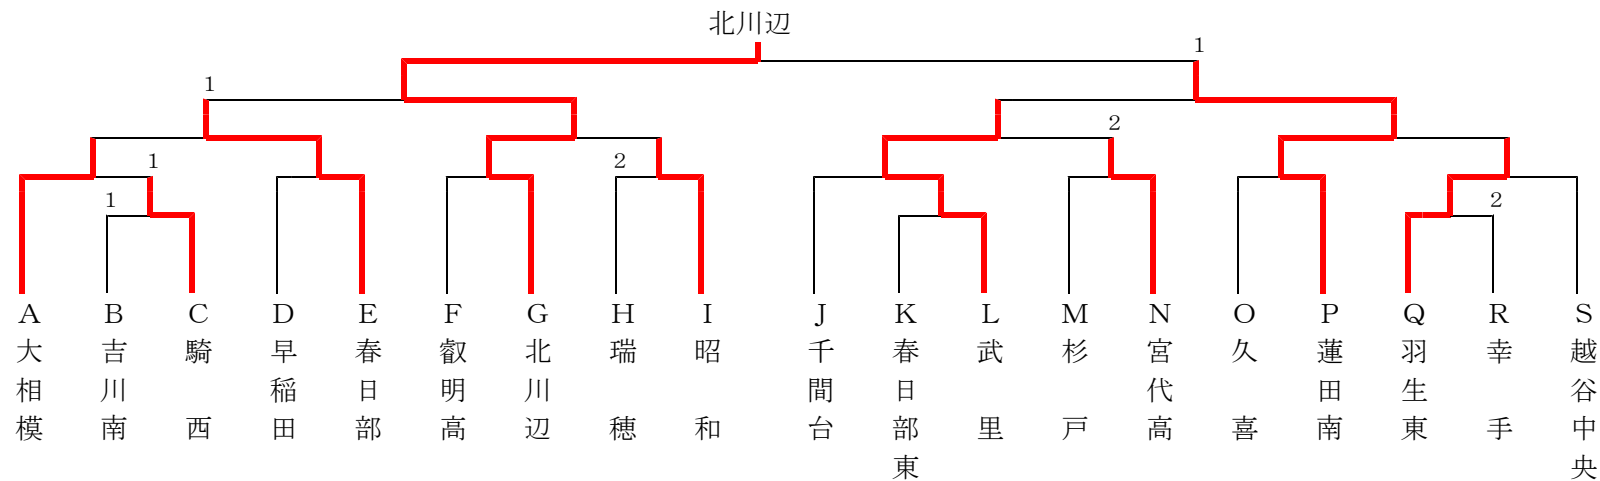 北川辺
1
1
2
1
2
1
2
A 大相模
B 吉川南
C 騎西
D 早稲田
E 春日部
F 叡明高
G 北川辺
H 瑞穂
I 昭和
J 千間台
K 春日部東
L 武里
M 杉戸
N 宮代高
O 久喜
P 蓮田南
Q 羽生東
R 幸手
S 越谷中央